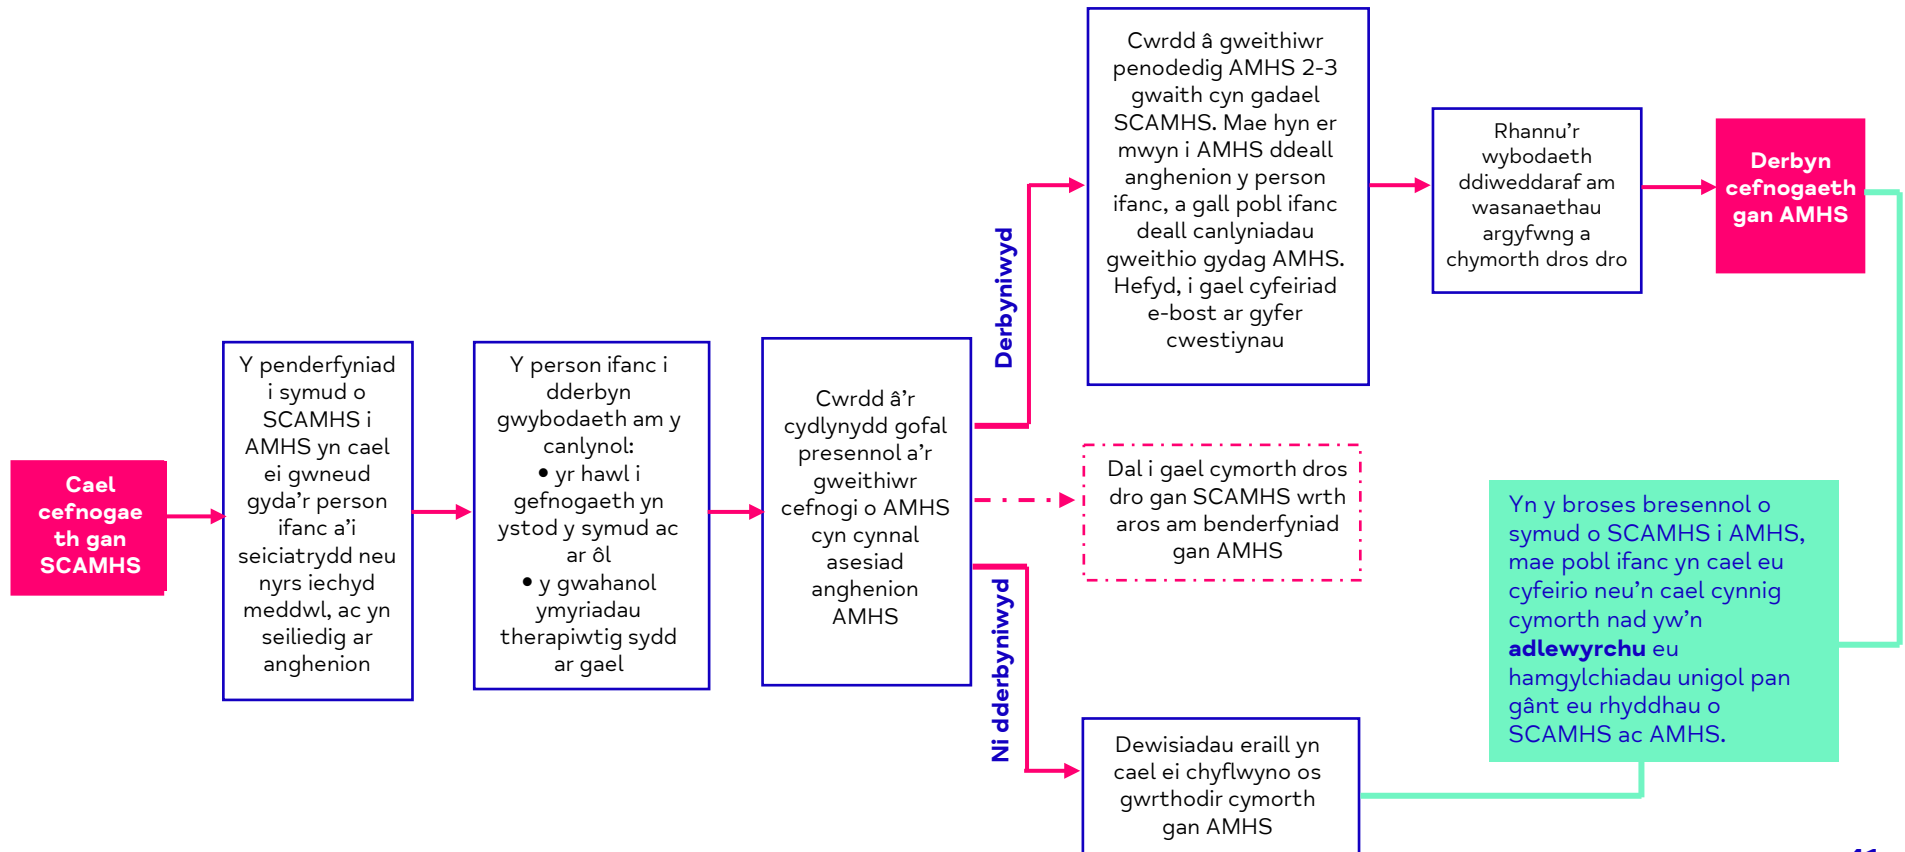 Cael
cefnogae
th gan
SCAMHS
Y penderfyniad
i symud o
SCAMHS i
AMHS yn cael
ei gwneud
gyda'r person
ifanc a'i
seiciatrydd neu
nyrs iechyd
meddwl, ac yn
seiliedig ar
anghenion
Y person ifanc i
dderbyn
gwybodaeth am y
canlynol:
• yr hawl i
gefnogaeth yn
ystod y symud ac
ar ôl
• y gwahanol
ymyriadau
therapiwtig sydd
ar gael
Cwrdd â'r
cydlynydd gofal
presennol a'r
gweithiwr
cefnogi o AMHS
cyn cynnal
asesiad
anghenion
AMHS
Derbyniwyd
Cwrdd â gweithiwr
penodedig AMHS 2-3
gwaith cyn gadael
SCAMHS. Mae hyn er
mwyn i AMHS ddeall
anghenion y person
ifanc, a gall pobl ifanc
deall canlyniadau
gweithio gydag AMHS.
Hefyd, i gael cyfeiriad
e-bost ar gyfer
cwestiynau
Rhannu'r
wybodaeth
ddiweddaraf am
wasanaethau
argyfwng a
chymorth dros dro
Derbyn
cefnogaeth
gan AMHS
Dal i gael cymorth dros
dro gan SCAMHS wrth
aros am benderfyniad
gan AMHS
Ni dderbyniwyd
Dewisiadau eraill yn
cael ei chyflwyno os
gwrthodir cymorth
gan AMHS
Yn y broses bresennol o
symud o SCAMHS i AMHS,
mae pobl ifanc yn cael eu
cyfeirio neu'n cael cynnig
cymorth nad yw'n
adlewyrchu eu
hamgylchiadau unigol pan
gânt eu rhyddhau o
SCAMHS ac AMHS.